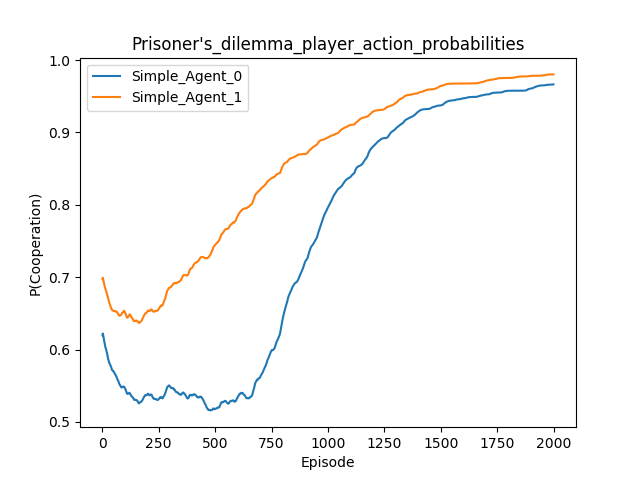 Prisoner's_dilemma_player_action_probabilities
Simple_Agent_0
Simple_Agent_1
P(Cooperation)
1.0
0.9
0.8
0.7
0.6
0.5
0 250 500 750 1000 1250 1500 1750 2000
Episode